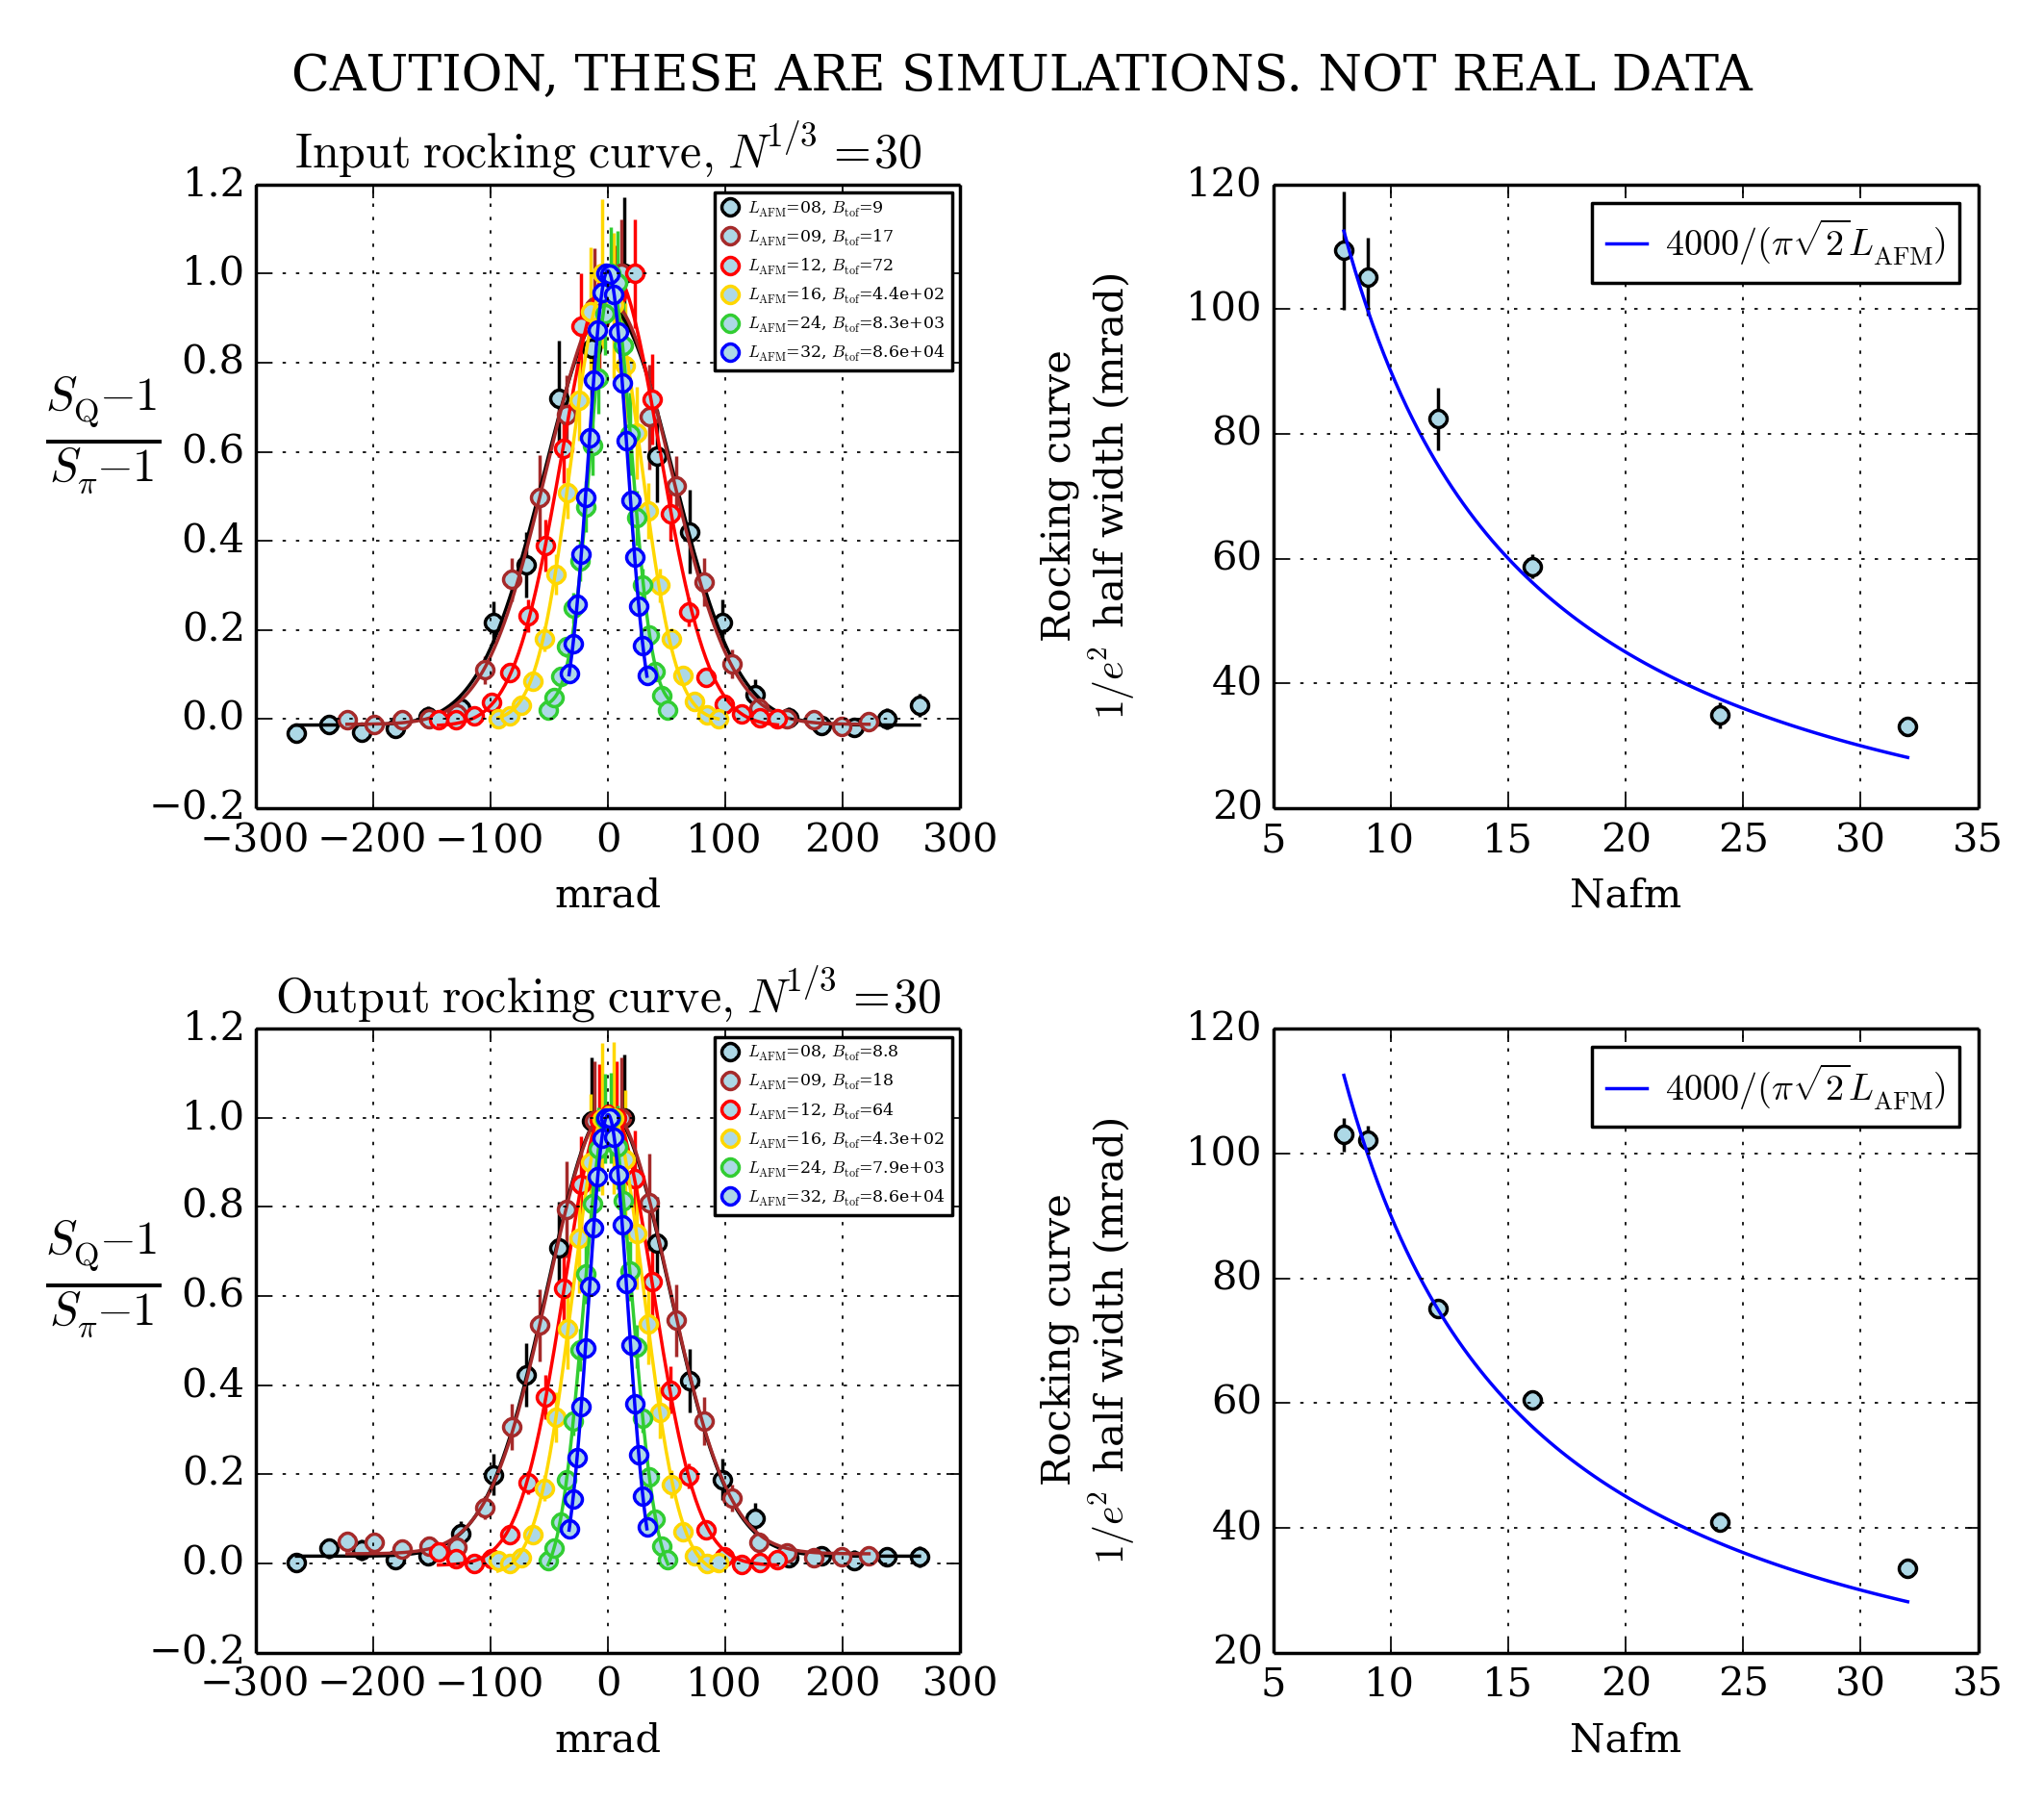 CAUTION, THESE ARE SIMULATIONS. NOT REAL DATA
Input rocking curve, N^{1/3} =30
1.2
1.0
0.8
0.6
0.4
0.2
0.0
−0.2
S_Q−1
S_π−1
L_AFM=08, B_tof=9
L_AFM=09, B_tof=17
L_AFM=12, B_tof=72
L_AFM=16, B_tof=4.4e+02
L_AFM=24, B_tof=8.3e+03
L_AFM=32, B_tof=8.6e+04
−300 −200 −100 0 100 200 300
mrad
120
100
80
60
40
20
Rocking curve
1/e² half width (mrad)
4000/(π√2L_AFM)
5 10 15 20 25 30 35
Nafm
Output rocking curve, N^{1/3} =30
1.2
1.0
0.8
0.6
0.4
0.2
0.0
−0.2
S_Q−1
S_π−1
L_AFM=08, B_tof=8.8
L_AFM=09, B_tof=18
L_AFM=12, B_tof=64
L_AFM=16, B_tof=4.3e+02
L_AFM=24, B_tof=7.9e+03
L_AFM=32, B_tof=8.6e+04
−300 −200 −100 0 100 200 300
mrad
120
100
80
60
40
20
Rocking curve
1/e² half width (mrad)
4000/(π√2L_AFM)
5 10 15 20 25 30 35
Nafm